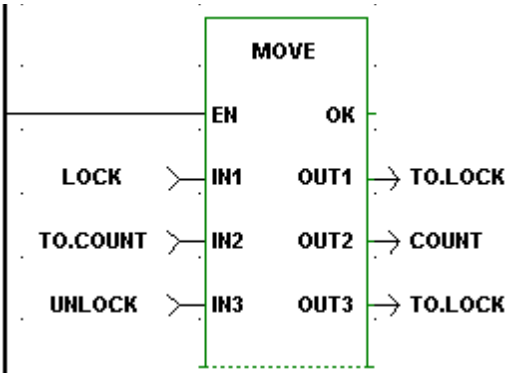 MOVE
EN OK
LOCK IN1 OUT1 TO.LOCK
TO.COUNT IN2 OUT2 COUNT
UNLOCK IN3 OUT3 TO.LOCK